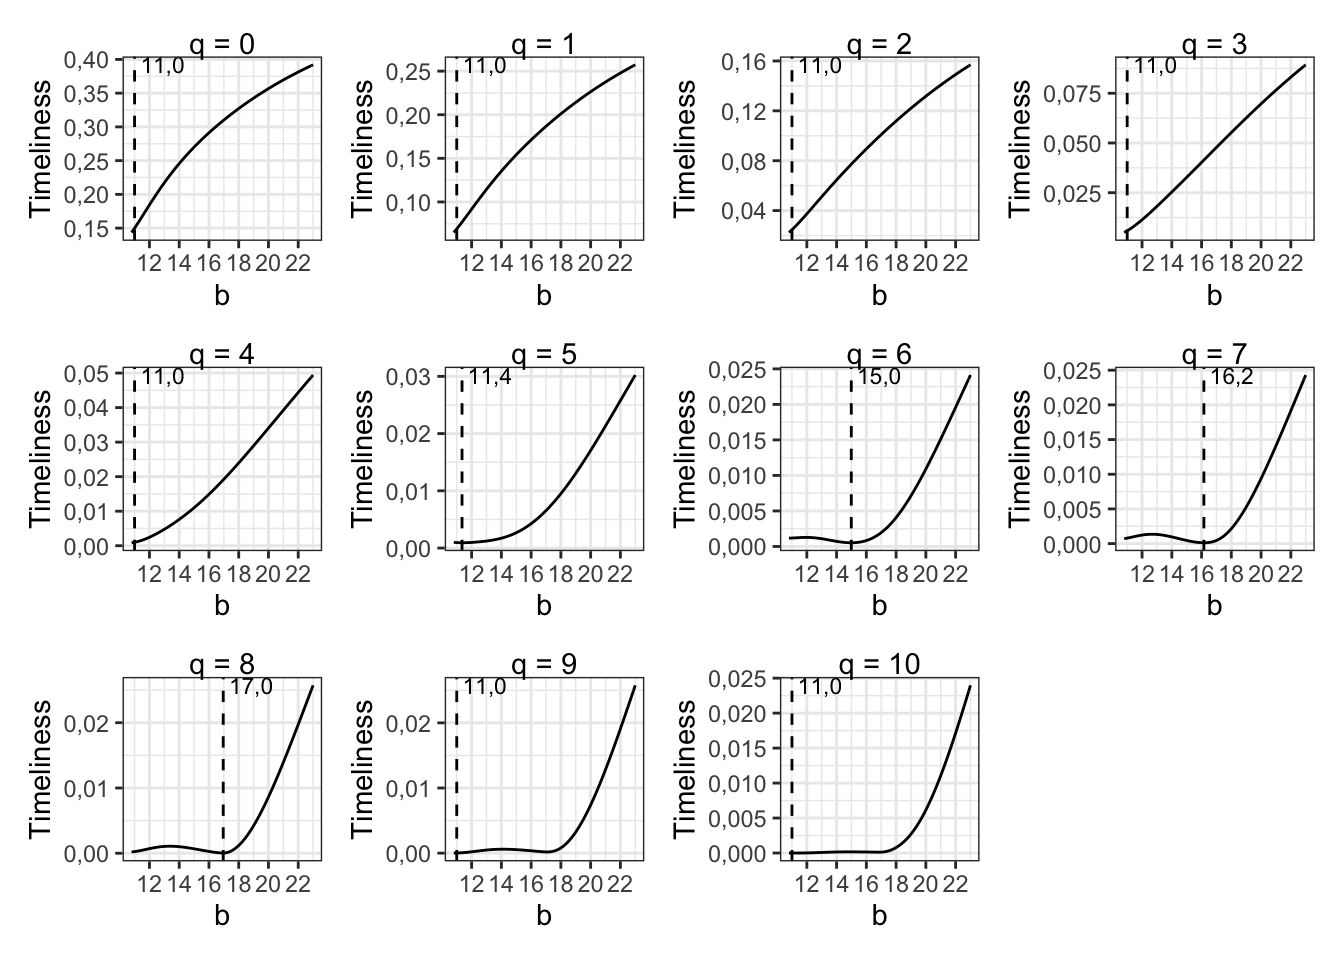 q = 0 q = 1 q = 2 q = 3
Timeliness 0,40 0,35 0,30 0,25 0,20 0,15 11,0
12 14 16 18 20 22
b
Timeliness 0,25 0,20 0,15 0,10 11,0
12 14 16 18 20 22
b
Timeliness 0,16 0,12 0,08 0,04 11,0
12 14 16 18 20 22
b
Timeliness 0,075 0,050 0,025 11,0
12 14 16 18 20 22
b
q = 4 q = 5 q = 6 q = 7
Timeliness 0,05 0,04 0,03 0,02 0,01 0,00 11,0
12 14 16 18 20 22
b
Timeliness 0,03 0,02 0,01 0,00 11,4
12 14 16 18 20 22
b
Timeliness 0,025 0,020 0,015 0,010 0,005 0,000 15,0
12 14 16 18 20 22
b
Timeliness 0,025 0,020 0,015 0,010 0,005 0,000 16,2
12 14 16 18 20 22
b
q = 8 q = 9 q = 10
Timeliness 0,02 0,01 0,00 17,0
12 14 16 18 20 22
b
Timeliness 0,02 0,01 0,00 11,0
12 14 16 18 20 22
b
Timeliness 0,025 0,020 0,015 0,010 0,005 0,000 11,0
12 14 16 18 20 22
b